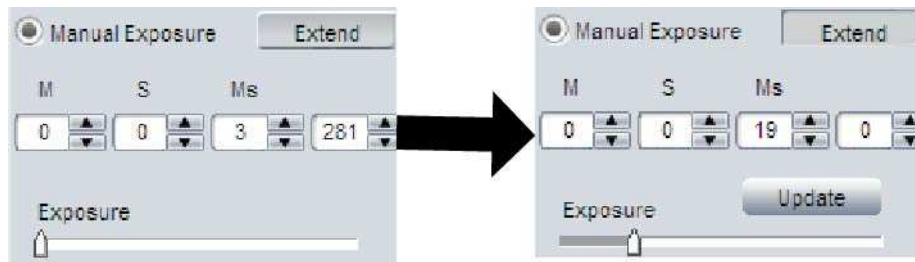 Manual Exposure Extend
M S Ms
0 0 3 281
Exposure
Manual Exposure Extend
M S Ms
0 0 19 0
Update
Exposure